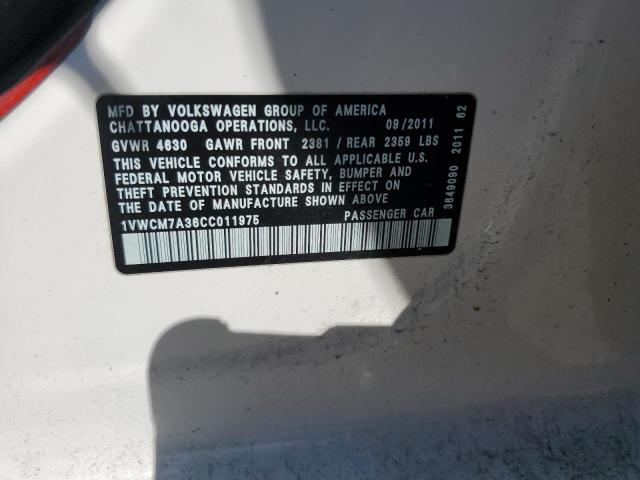 MFD BY VOLKSWAGEN GROUP OF AMERICA
CHATTANOOGA OPERATIONS, LLC. 09/2011
GVWR 4630 GAWR FRONT 2381 / REAR 2359 LBS
THIS VEHICLE CONFORMS TO ALL APPLICABLE U.S.
FEDERAL MOTOR VEHICLE SAFETY, BUMPER AND
THEFT PREVENTION STANDARDS IN EFFECT ON
THE DATE OF MANUFACTURE SHOWN ABOVE
1VWCM7A36CC011975 PASSENGER CAR
3649090 2011 62